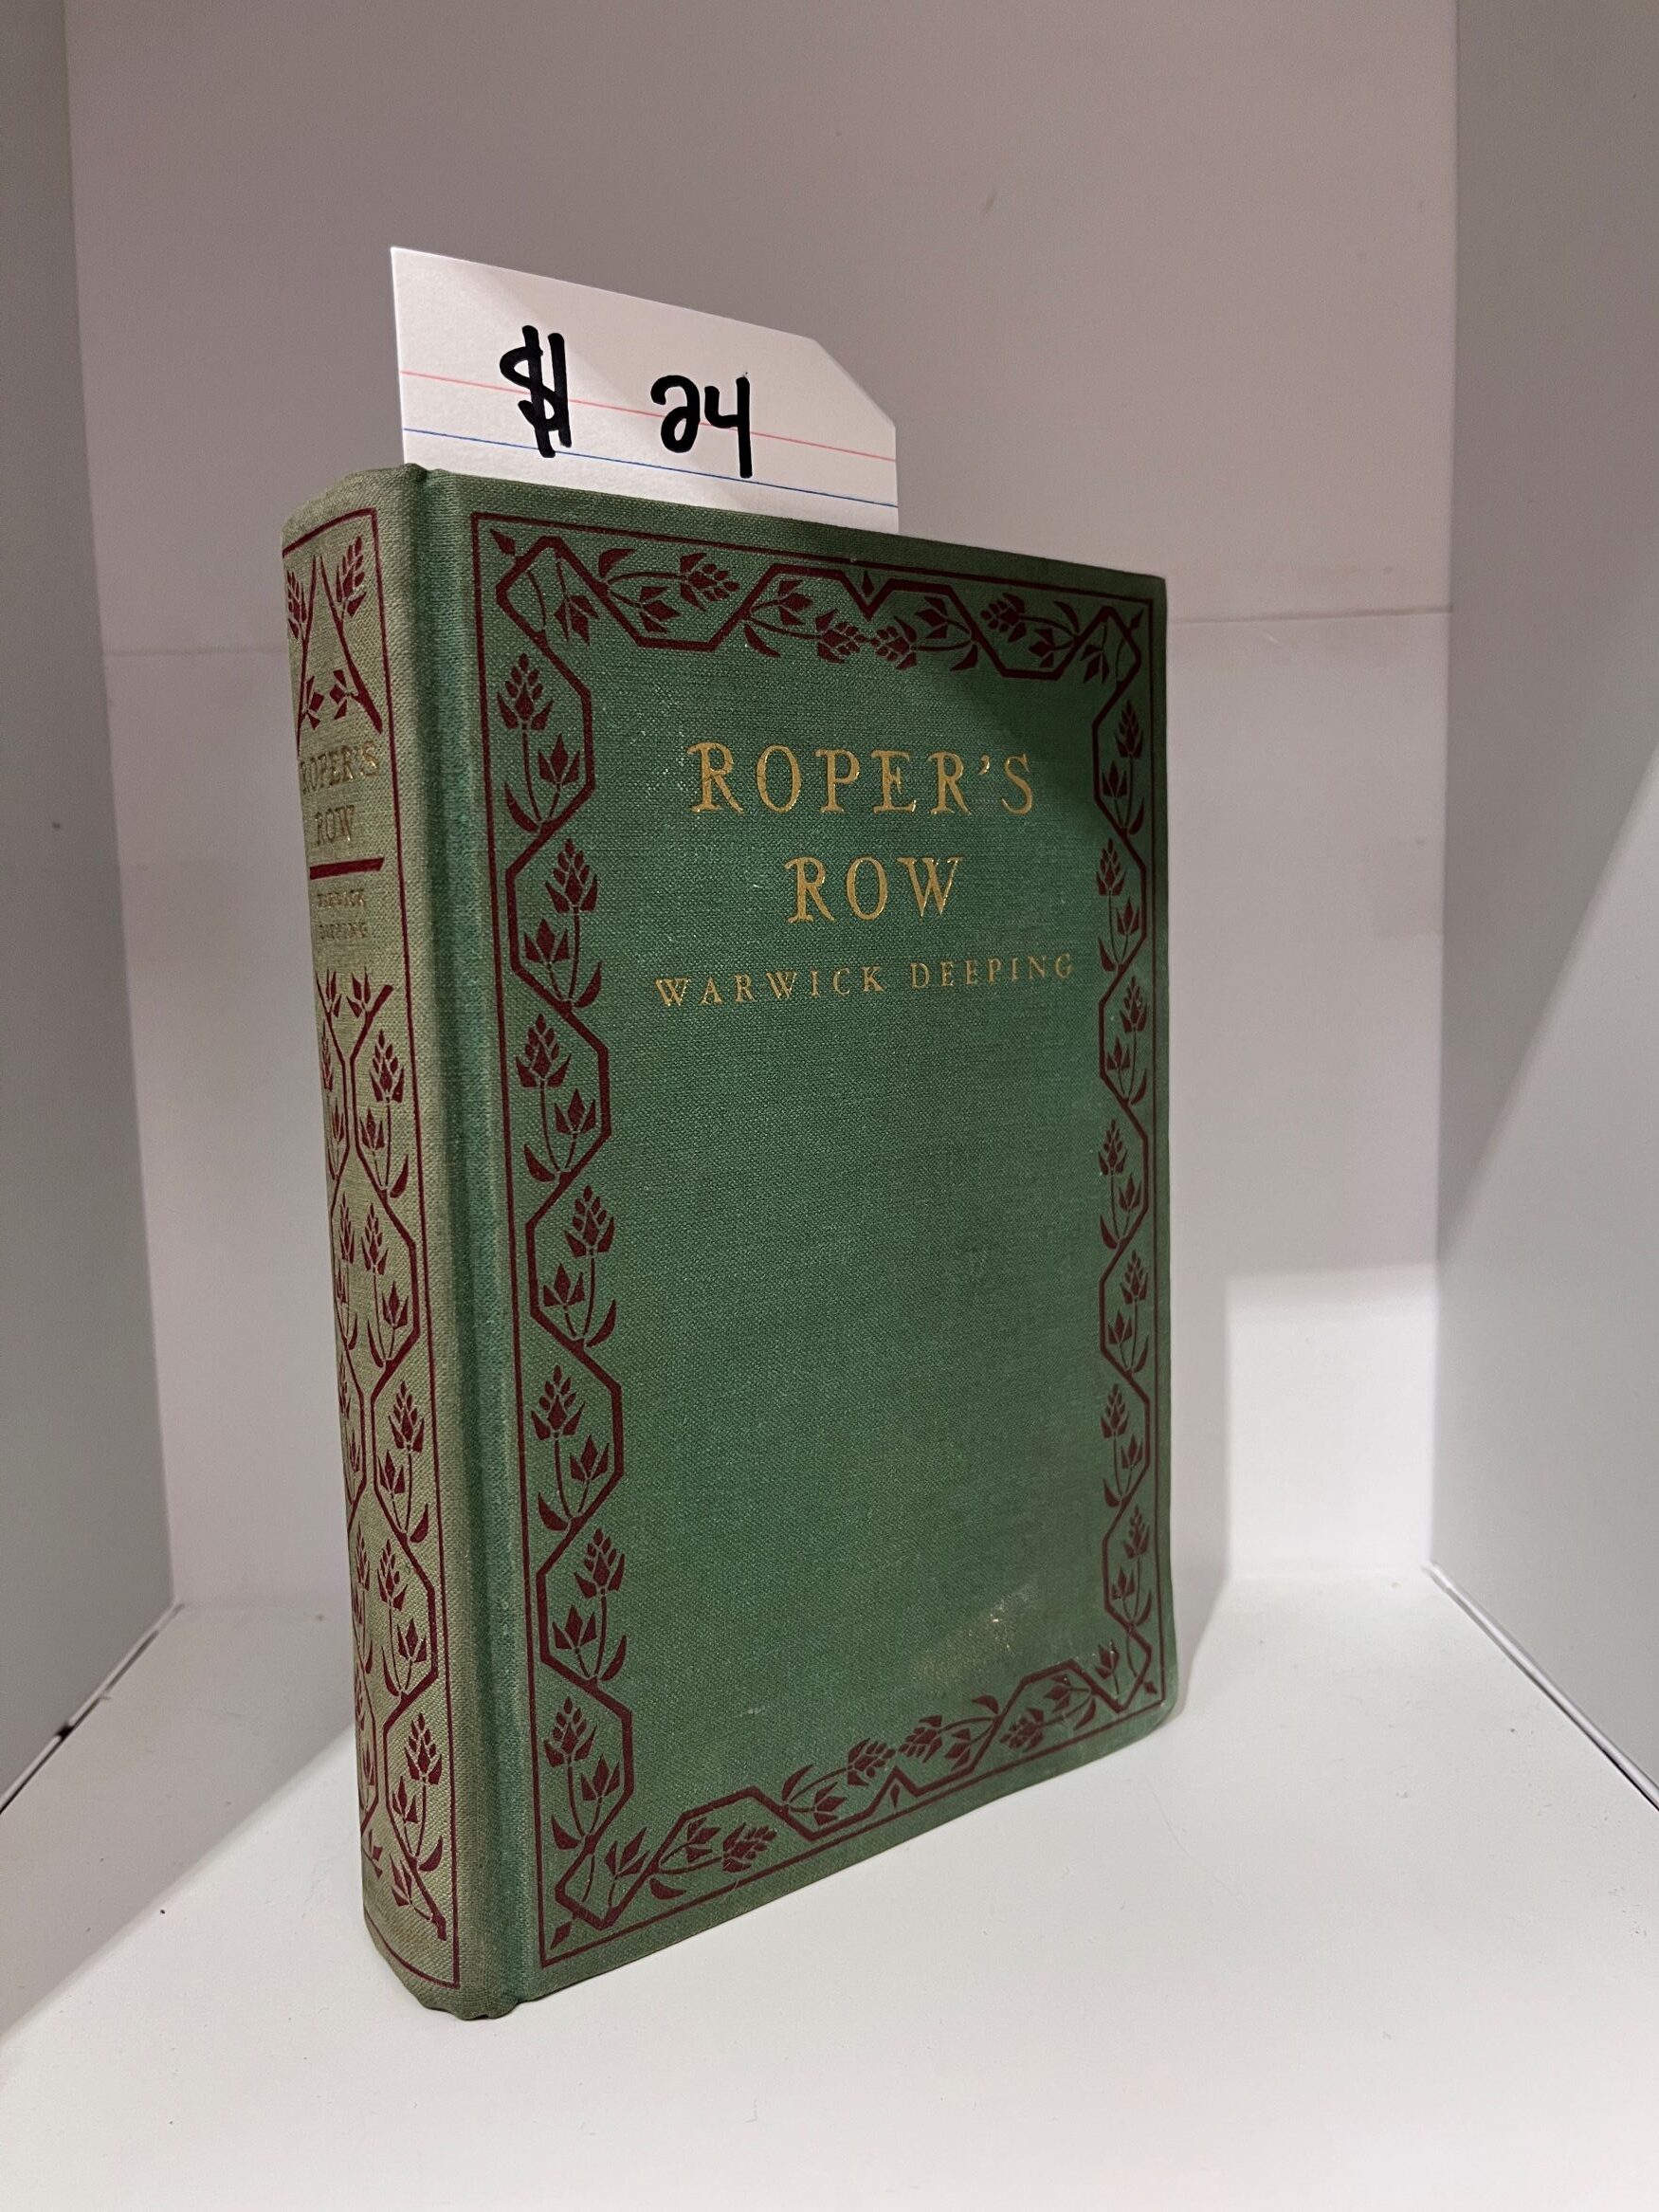 $ 24
ROPER'S
ROW
WARWICK
DEEPING
ROPER'S
ROW
WARWICK DEEPING